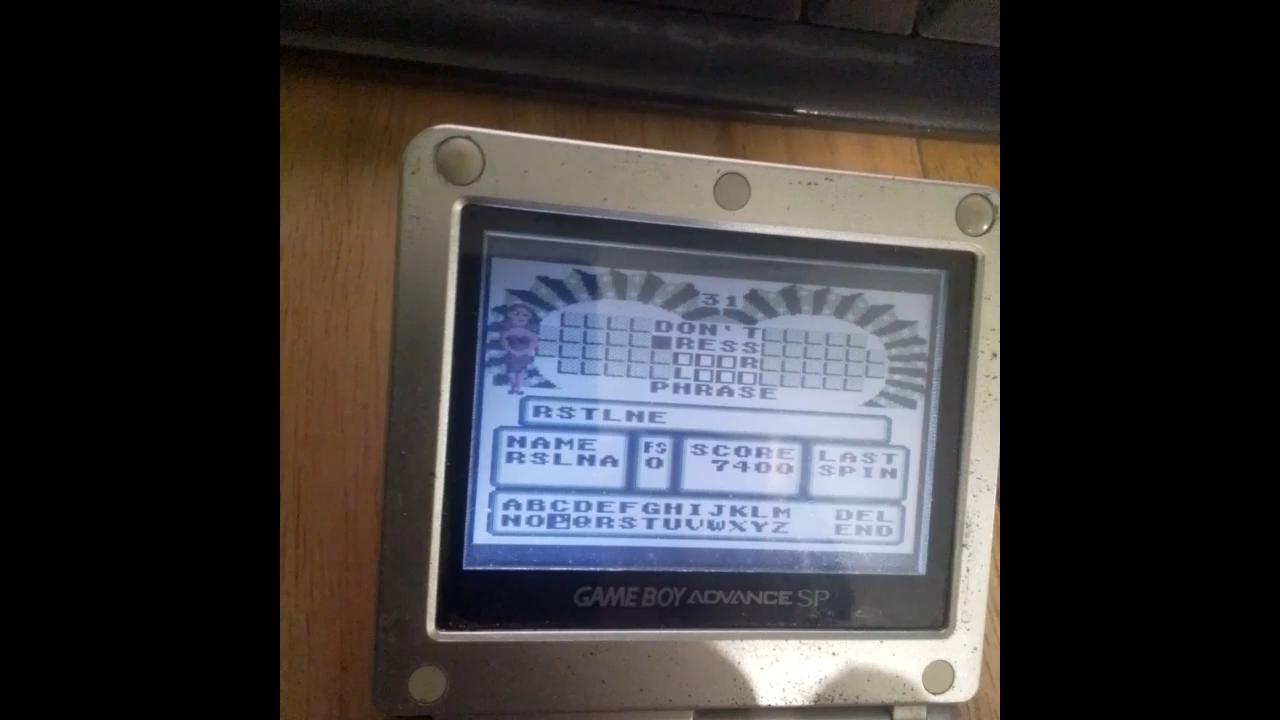 31
DON'T
RESS
R
L
PHRASE
RSTLNE
NAME FS SCORE LAST
RSLNA 0 7400 SPIN
ABCDEFGHIJKLM DEL
NOPQRSTUVWXYZ END
GAME BOY ADVANCE SP